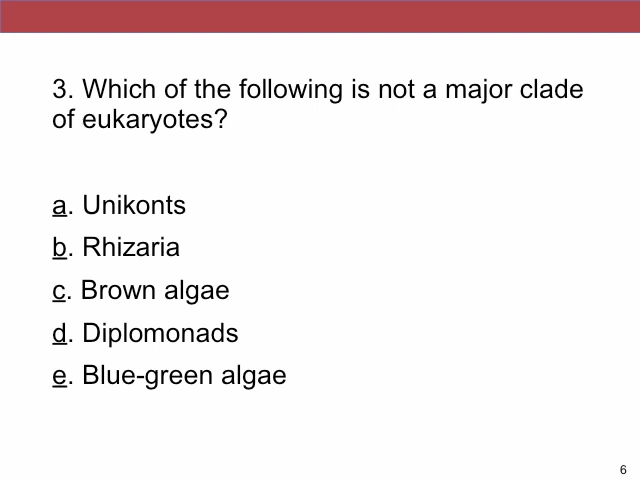 3. Which of the following is not a major clade
of eukaryotes?
a. Unikonts
b. Rhizaria
c. Brown algae
d. Diplomonads
e. Blue-green algae
6